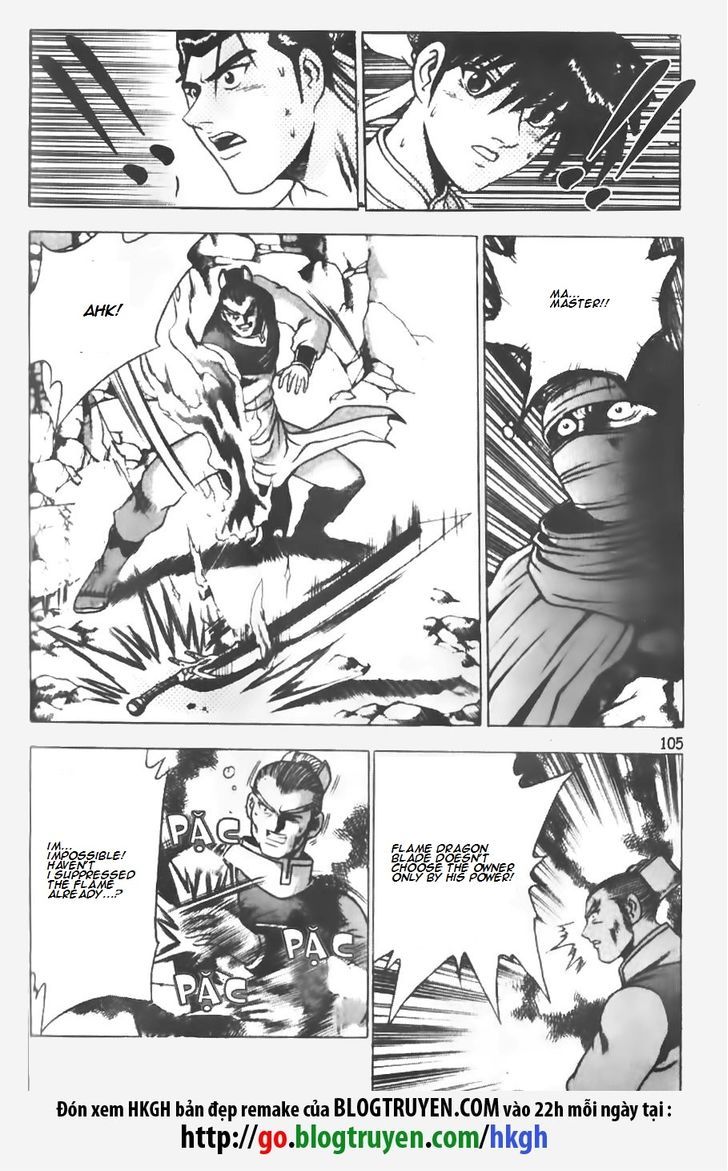 AHK!
MA...
MASTER!!
105
IM...
IMPOSSIBLE!
HAVEN'T
I SUPPRESSED
THE FLAME
ALREADY...?
PẶC
PẶC
PẶC
FLAME DRAGON
BLADE DOESN'T
CHOOSE THE OWNER
ONLY BY HIS POWER!
Đón xem HKGH bản đẹp remake của BLOGTRUYEN.COM vào 22h mỗi ngày tại :
http://go.blogtruyen.com/hkgh